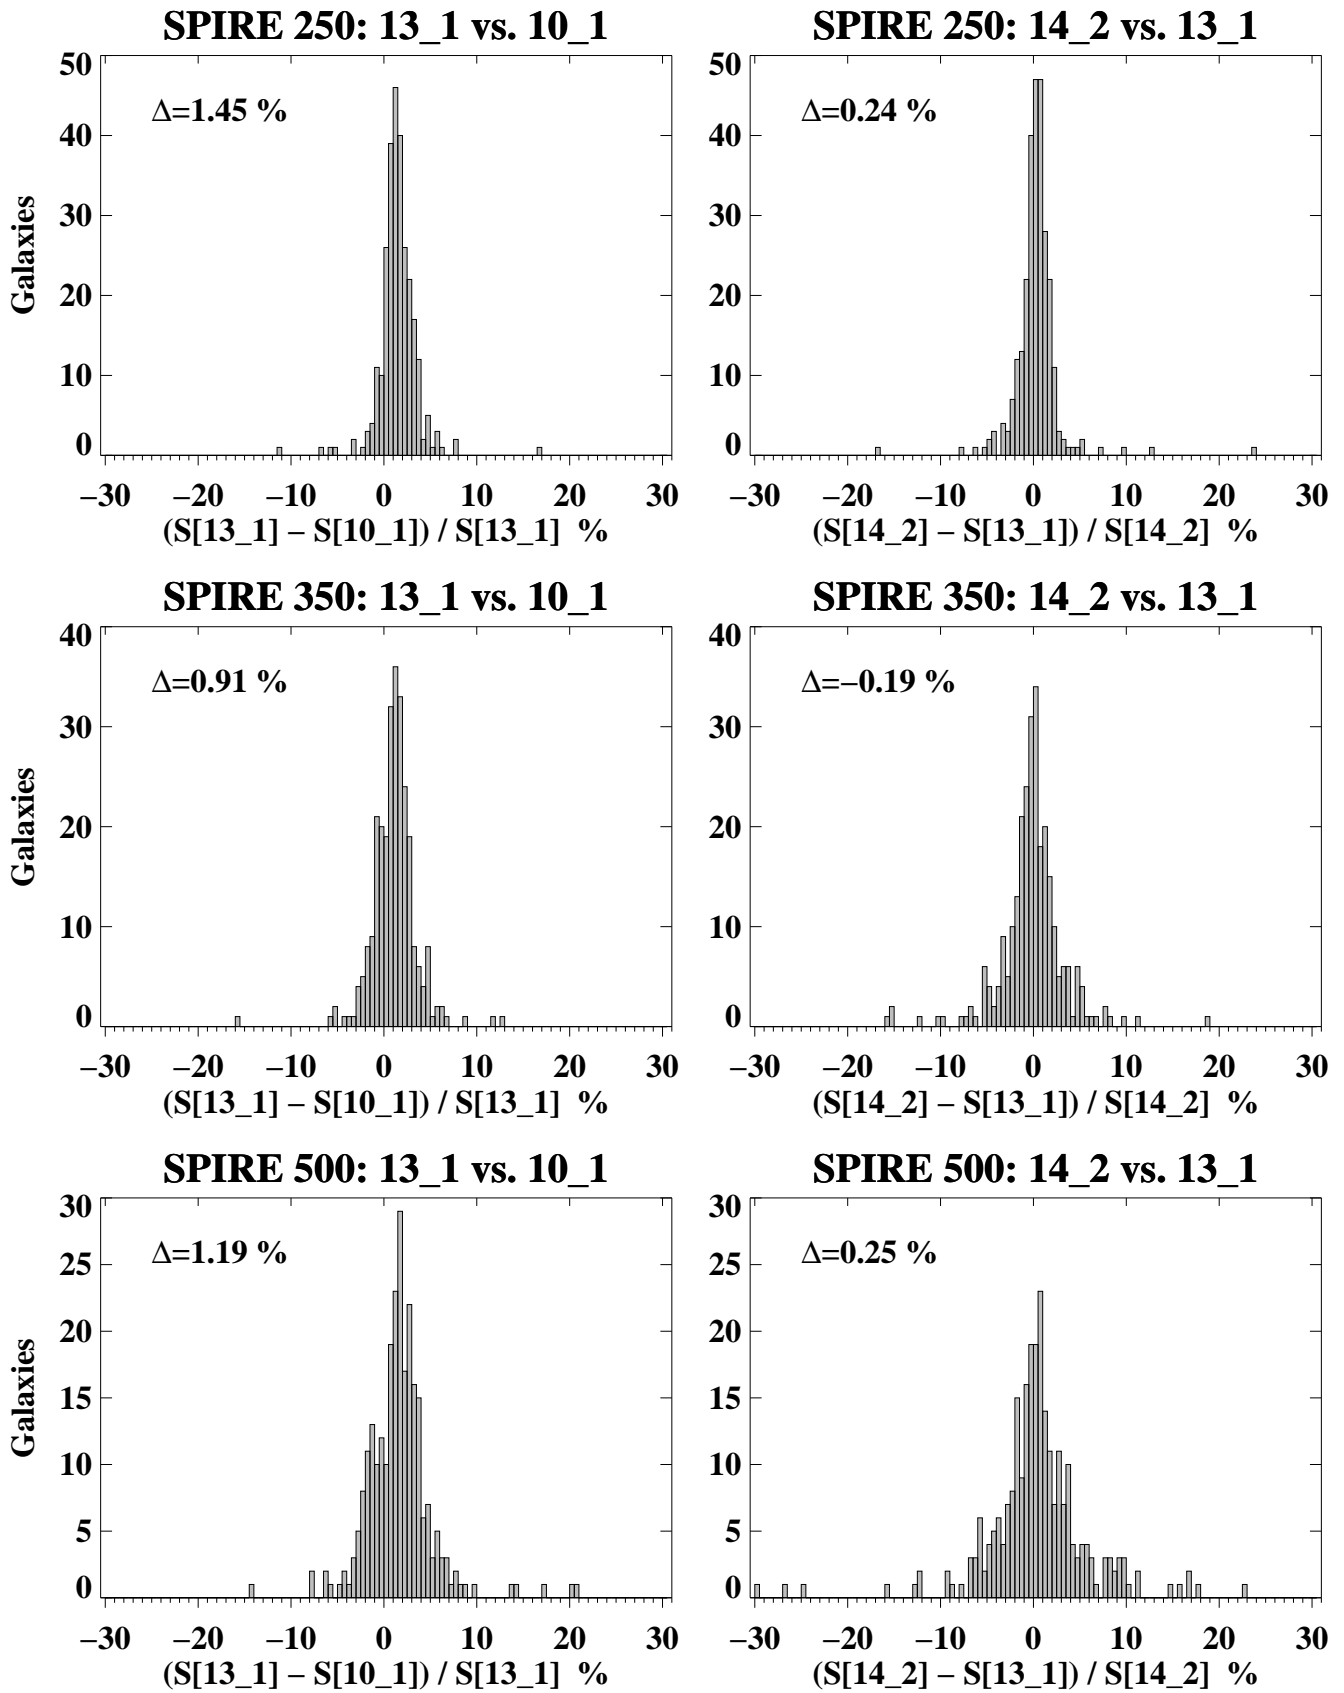 SPIRE 250: 13_1 vs. 10_1
Δ=1.45 %
50
40
30
20
10
0
Galaxies
−30 −20 −10 0 10 20 30
(S[13_1] − S[10_1]) / S[13_1] %
SPIRE 250: 14_2 vs. 13_1
Δ=0.24 %
50
40
30
20
10
0
−30 −20 −10 0 10 20 30
(S[14_2] − S[13_1]) / S[14_2] %
SPIRE 350: 13_1 vs. 10_1
Δ=0.91 %
40
30
20
10
0
Galaxies
−30 −20 −10 0 10 20 30
(S[13_1] − S[10_1]) / S[13_1] %
SPIRE 350: 14_2 vs. 13_1
Δ=−0.19 %
40
30
20
10
0
−30 −20 −10 0 10 20 30
(S[14_2] − S[13_1]) / S[14_2] %
SPIRE 500: 13_1 vs. 10_1
Δ=1.19 %
30
25
20
15
10
5
0
Galaxies
−30 −20 −10 0 10 20 30
(S[13_1] − S[10_1]) / S[13_1] %
SPIRE 500: 14_2 vs. 13_1
Δ=0.25 %
30
25
20
15
10
5
0
−30 −20 −10 0 10 20 30
(S[14_2] − S[13_1]) / S[14_2] %